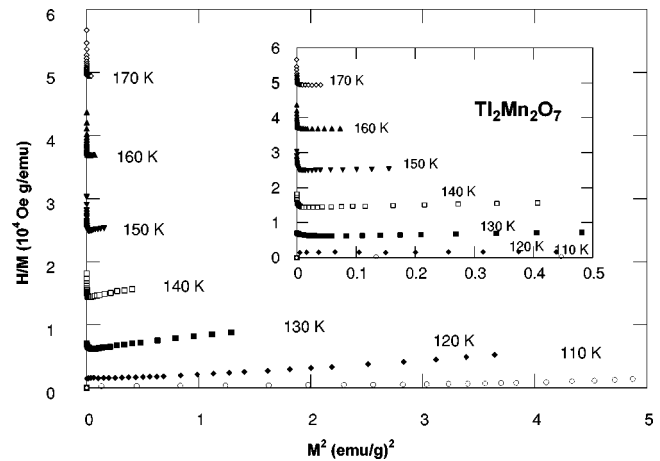 6
5
4
3
2
1
0
H/M (10⁴ Oe g/emu)
170 K
160 K
150 K
140 K
130 K
120 K
110 K
0 1 2 3 4 5
M² (emu/g)²
6
5
4
3
2
1
0
Tl₂Mn₂O₇
170 K
160 K
150 K
140 K
130 K
120 K 110 K
0 0.1 0.2 0.3 0.4 0.5